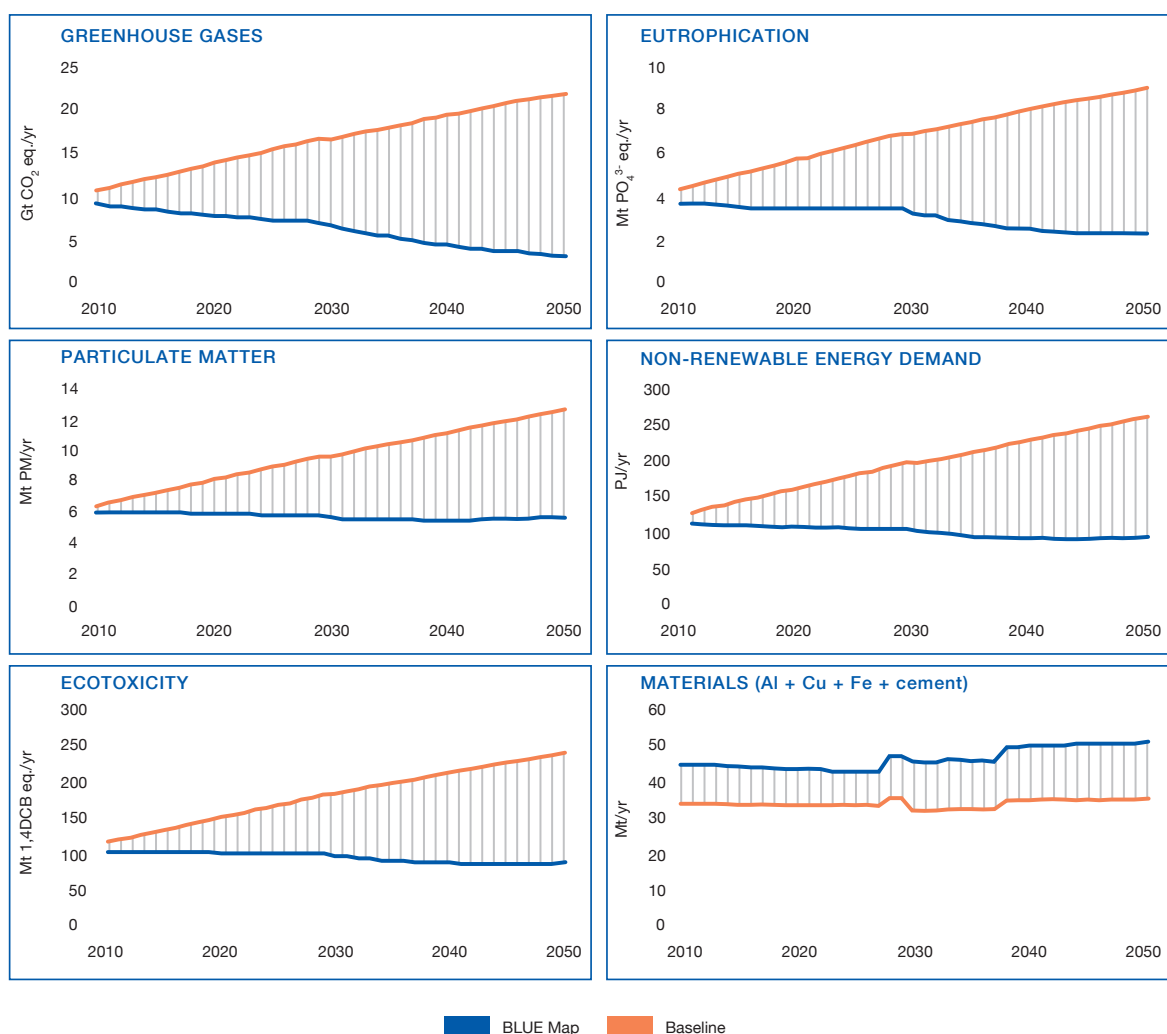 GREENHOUSE GASES
25
20
15
10
5
0
Gt CO₂ eq./yr
2010 2020 2030 2040 2050
EUTROPHICATION
10
8
6
4
2
0
Mt PO₄³⁻ eq./yr
2010 2020 2030 2040 2050
PARTICULATE MATTER
14
12
10
8
6
4
2
0
Mt PM/yr
2010 2020 2030 2040 2050
NON-RENEWABLE ENERGY DEMAND
300
250
200
150
100
50
0
PJ/yr
2010 2020 2030 2040 2050
ECOTOXICITY
300
250
200
150
100
50
0
Mt 1,4DCB eq./yr
2010 2020 2030 2040 2050
MATERIALS (Al + Cu + Fe + cement)
60
50
40
30
20
10
0
Mt/yr
2010 2020 2030 2040 2050
BLUE Map Baseline